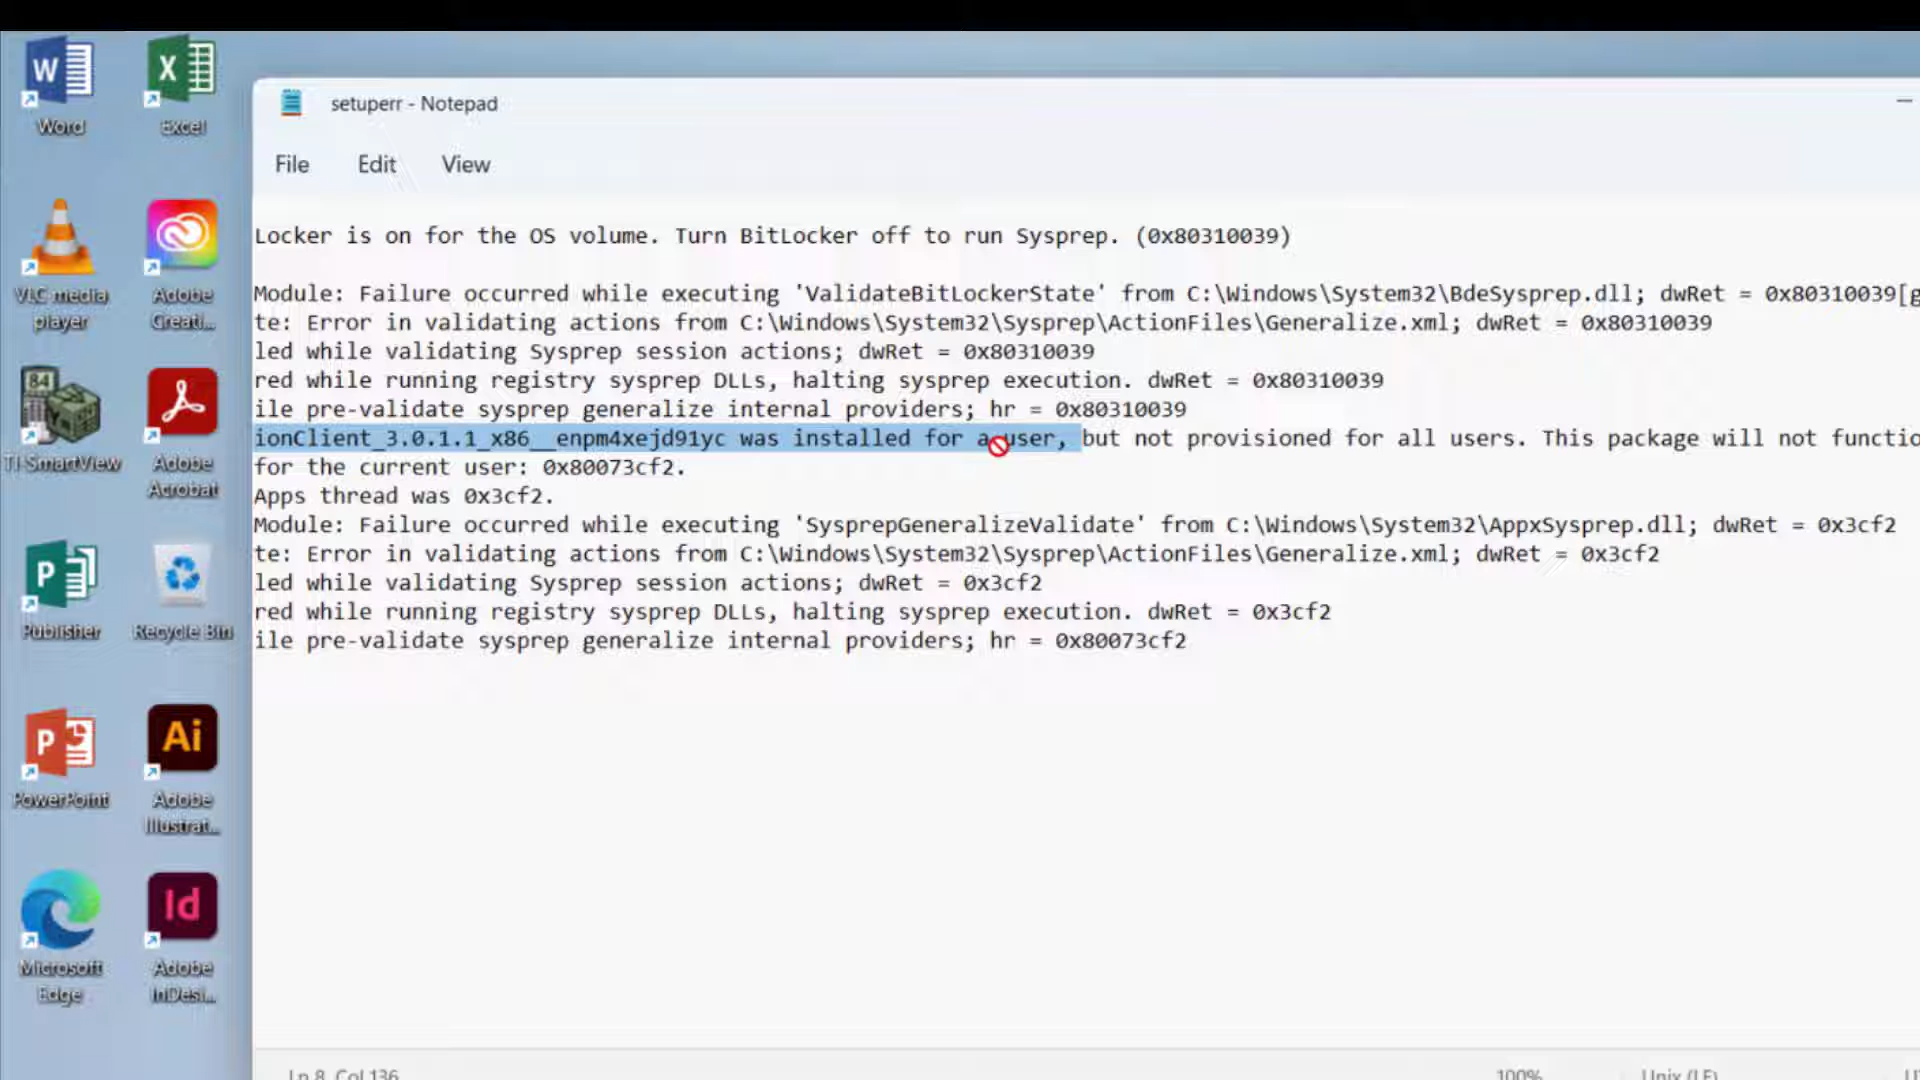 Word
Excel
VLC media
player
Adobe
Creati...
84
TI-SmartView
Adobe
Acrobat
Publisher
Recycle Bin
PowerPoint
Ai
Adobe
Illustrat...
Microsoft
Edge
Id
Adobe
InDesi...
setuperr - Notepad
File Edit View
Locker is on for the OS volume. Turn BitLocker off to run Sysprep. (0x80310039)
Module: Failure occurred while executing 'ValidateBitLockerState' from C:\Windows\System32\BdeSysprep.dll; dwRet = 0x80310039[g
te: Error in validating actions from C:\Windows\System32\Sysprep\ActionFiles\Generalize.xml; dwRet = 0x80310039
led while validating Sysprep session actions; dwRet = 0x80310039
red while running registry sysprep DLLs, halting sysprep execution. dwRet = 0x80310039
ile pre-validate sysprep generalize internal providers; hr = 0x80310039
ionClient_3.0.1.1_x86__enpm4xejd91yc was installed for a user, but not provisioned for all users. This package will not functio
for the current user: 0x80073cf2.
Apps thread was 0x3cf2.
Module: Failure occurred while executing 'SysprepGeneralizeValidate' from C:\Windows\System32\AppxSysprep.dll; dwRet = 0x3cf2
te: Error in validating actions from C:\Windows\System32\Sysprep\ActionFiles\Generalize.xml; dwRet = 0x3cf2
led while validating Sysprep session actions; dwRet = 0x3cf2
red while running registry sysprep DLLs, halting sysprep execution. dwRet = 0x3cf2
ile pre-validate sysprep generalize internal providers; hr = 0x80073cf2
Ln 8, Col 136
100%
Unix (LF)